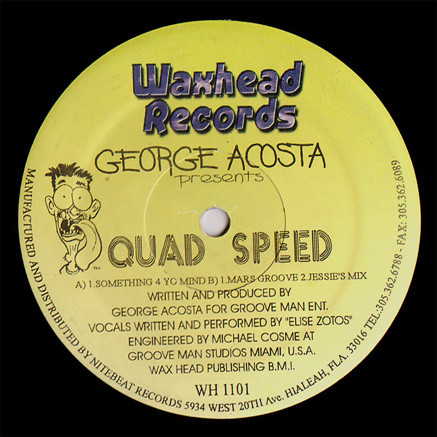 Waxhead
Records
GEORGE ACOSTA
presents
QUAD SPEED
A) 1.SOMETHING 4 YO MIND B) 1.MARS GROOVE 2.JESSIE'S MIX
WRITTEN AND PRODUCED BY
GEORGE ACOSTA FOR GROOVE MAN ENT.
VOCALS WRITTEN AND PERFORMED BY "ELISE ZOTOS"
ENGINEERED BY MICHAEL COSME AT
GROOVE MAN STUDIOS MIAMI, U.S.A.
WAX HEAD PUBLISHING B.M.I.
WH 1101
MANUFACTURED AND DISTRIBUTED BY NITEBEAT RECORDS 5934 WEST 20TH Ave. HIALEAH, FLA. 33016 TEL:305.362.6788 - FAX: 305.362.6089
TM